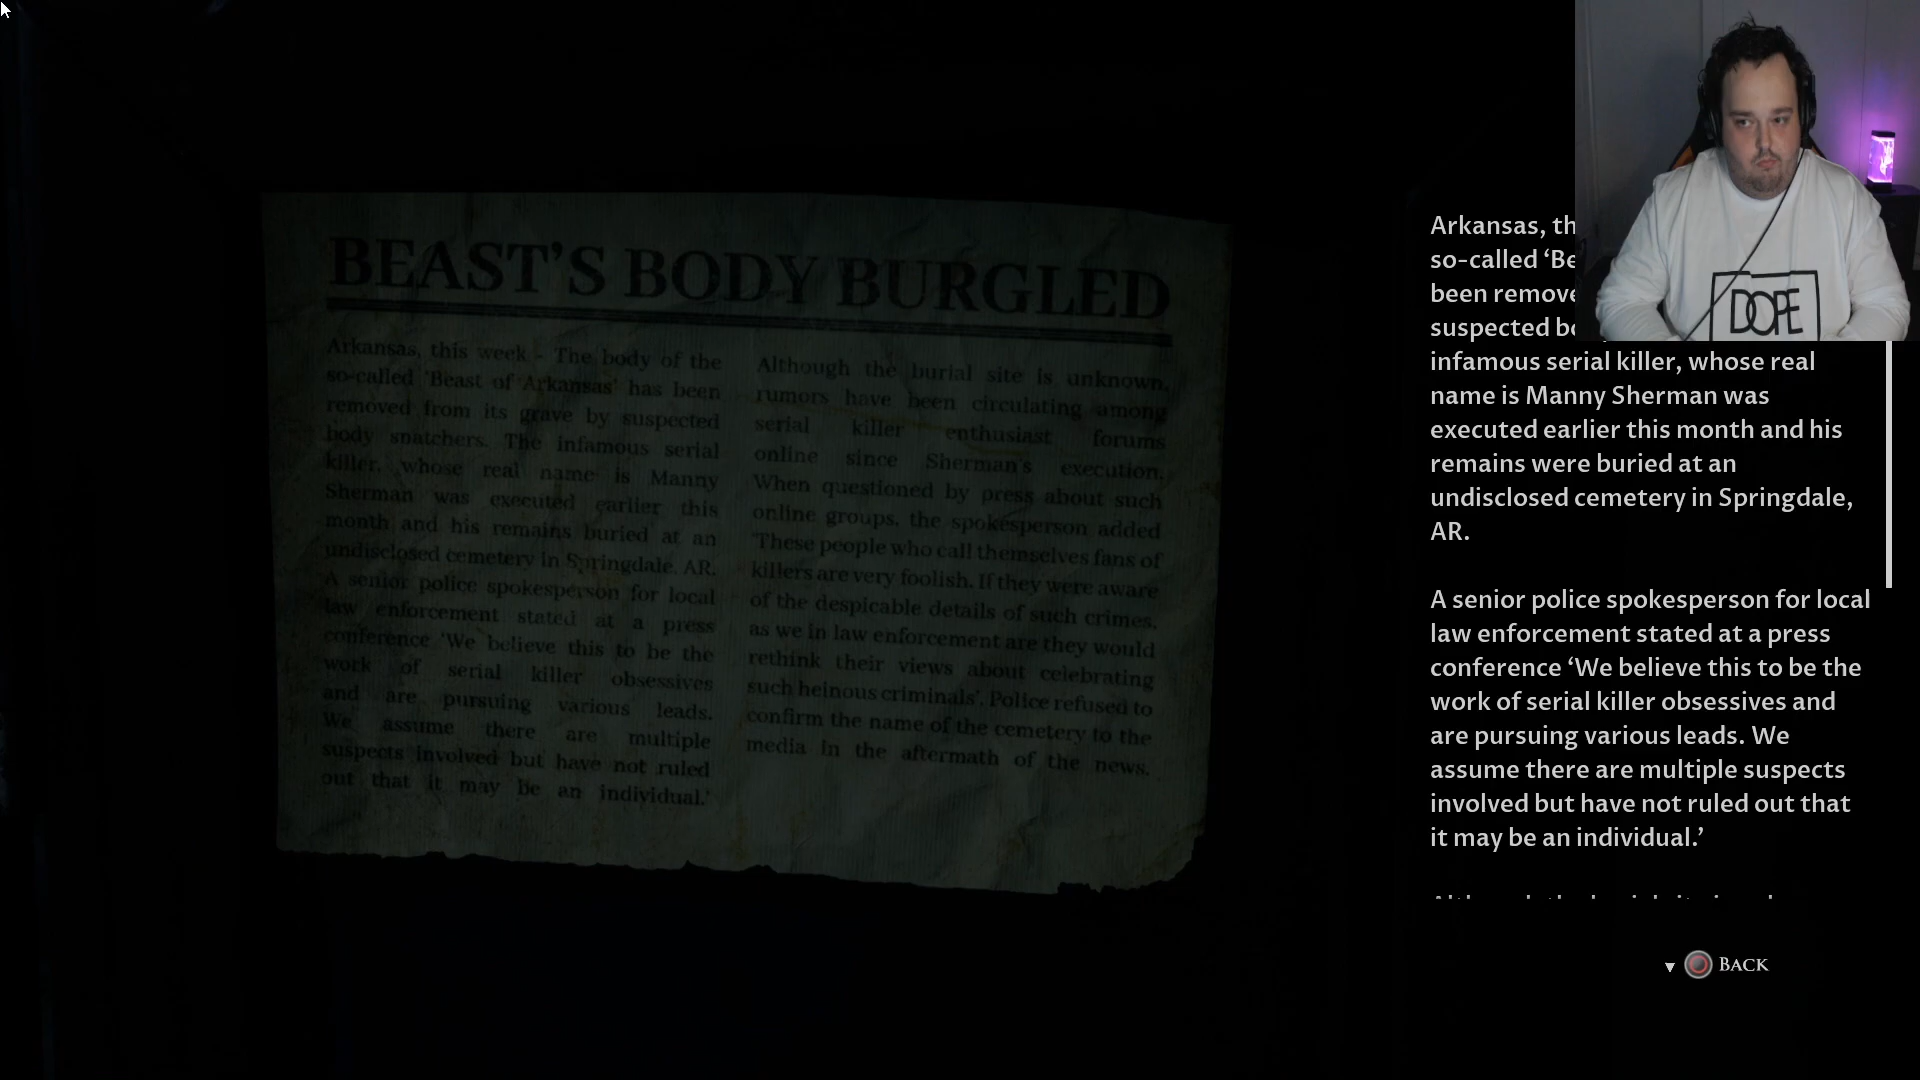 BEAST'S BODY BURGLED
Arkansas, this week - The body of the
so-called 'Beast of Arkansas' has been
removed from its grave by suspected
body snatchers. The infamous serial
killer, whose real name is Manny
Sherman was executed earlier this
month and his remains buried at an
undisclosed cemetery in Springdale, AR.
A senior police spokesperson for local
law enforcement stated at a press
conference 'We believe this to be the
work of serial killer obsessives
and are pursuing various leads.
We assume there are multiple
suspects involved but have not ruled
out that it may be an individual.'
Although the burial site is unknown,
rumors have been circulating among
serial killer enthusiast forums
online since Sherman's execution.
When questioned by press about such
online groups, the spokesperson added
'These people who call themselves fans of
killers are very foolish. If they were aware
of the despicable details of such crimes,
as we in law enforcement are they would
rethink their views about celebrating
such heinous criminals'. Police refused to
confirm the name of the cemetery to the
media in the aftermath of the news.
Arkansas, th
so-called ‘Be
been remove
suspected bo
infamous serial killer, whose real
name is Manny Sherman was
executed earlier this month and his
remains were buried at an
undisclosed cemetery in Springdale,
AR.
A senior police spokesperson for local
law enforcement stated at a press
conference ‘We believe this to be the
work of serial killer obsessives and
are pursuing various leads. We
assume there are multiple suspects
involved but have not ruled out that
it may be an individual.’
BACK
DOPE